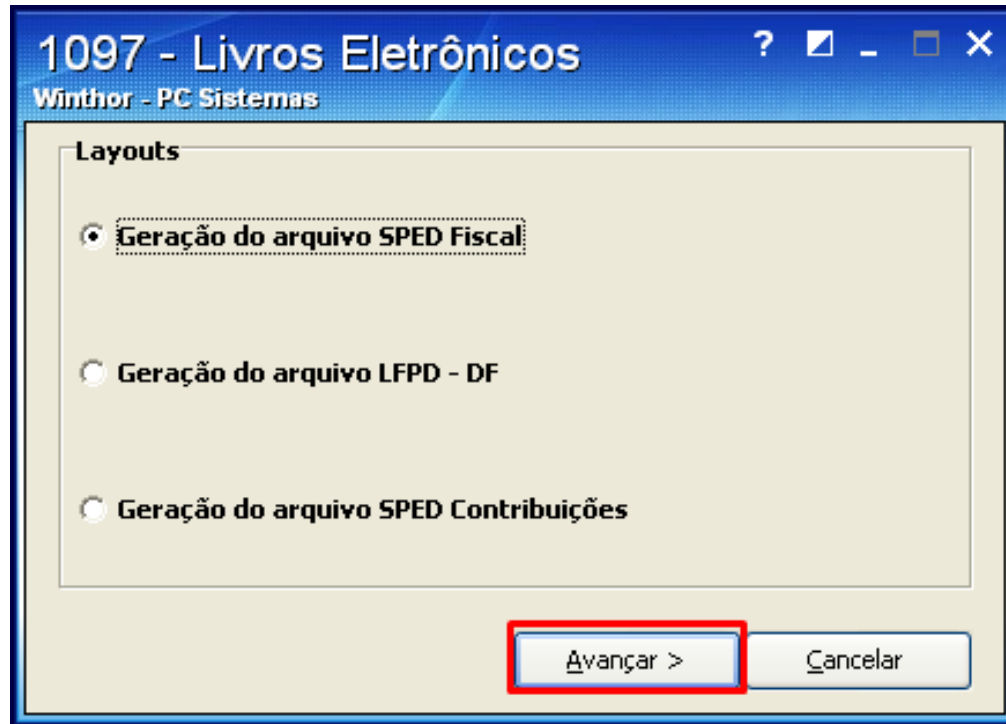 1097 - Livros Eletrônicos
?
Winthor - PC Sistemas
Layouts
Geração do arquivo SPED Fiscal
Geração do arquivo LFPD - DF
Geração do arquivo SPED Contribuições
Avançar >
Cancelar